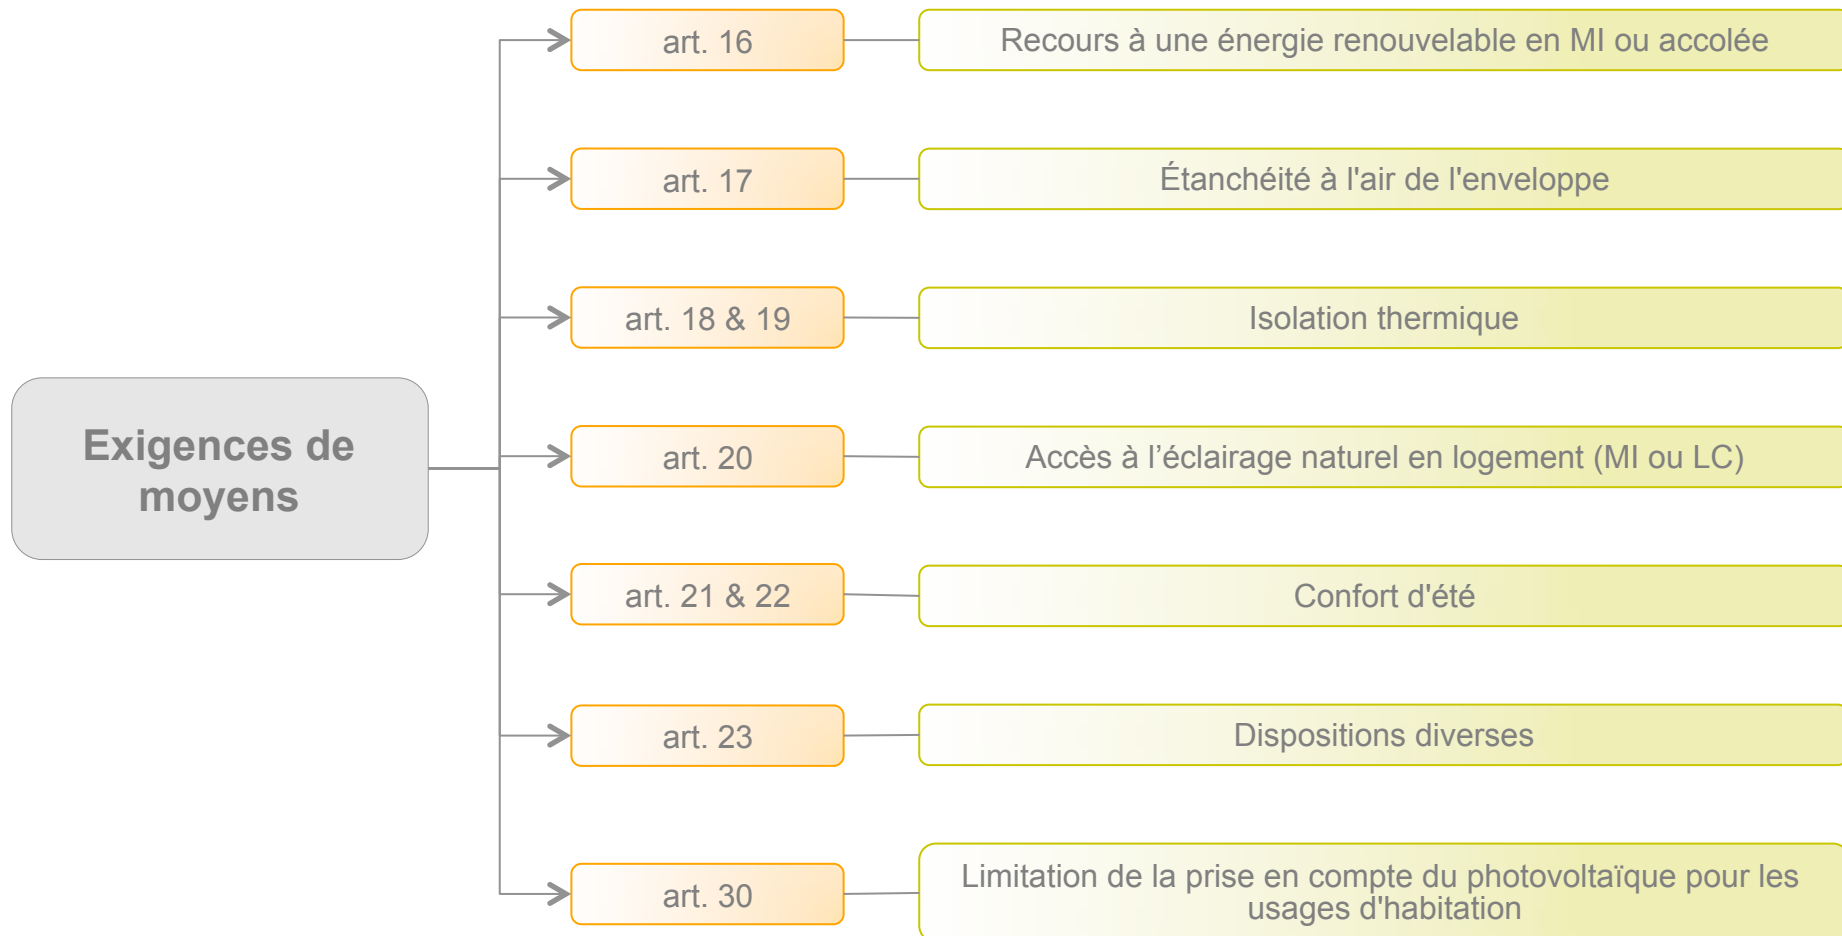 art. 16
Recours à une énergie renouvelable en MI ou accolée
art. 17
Étanchéité à l'air de l'enveloppe
art. 18 & 19
Isolation thermique
Exigences de
moyens
art. 20
Accès à l’éclairage naturel en logement (MI ou LC)
art. 21 & 22
Confort d'été
art. 23
Dispositions diverses
art. 30
Limitation de la prise en compte du photovoltaïque pour les
usages d'habitation